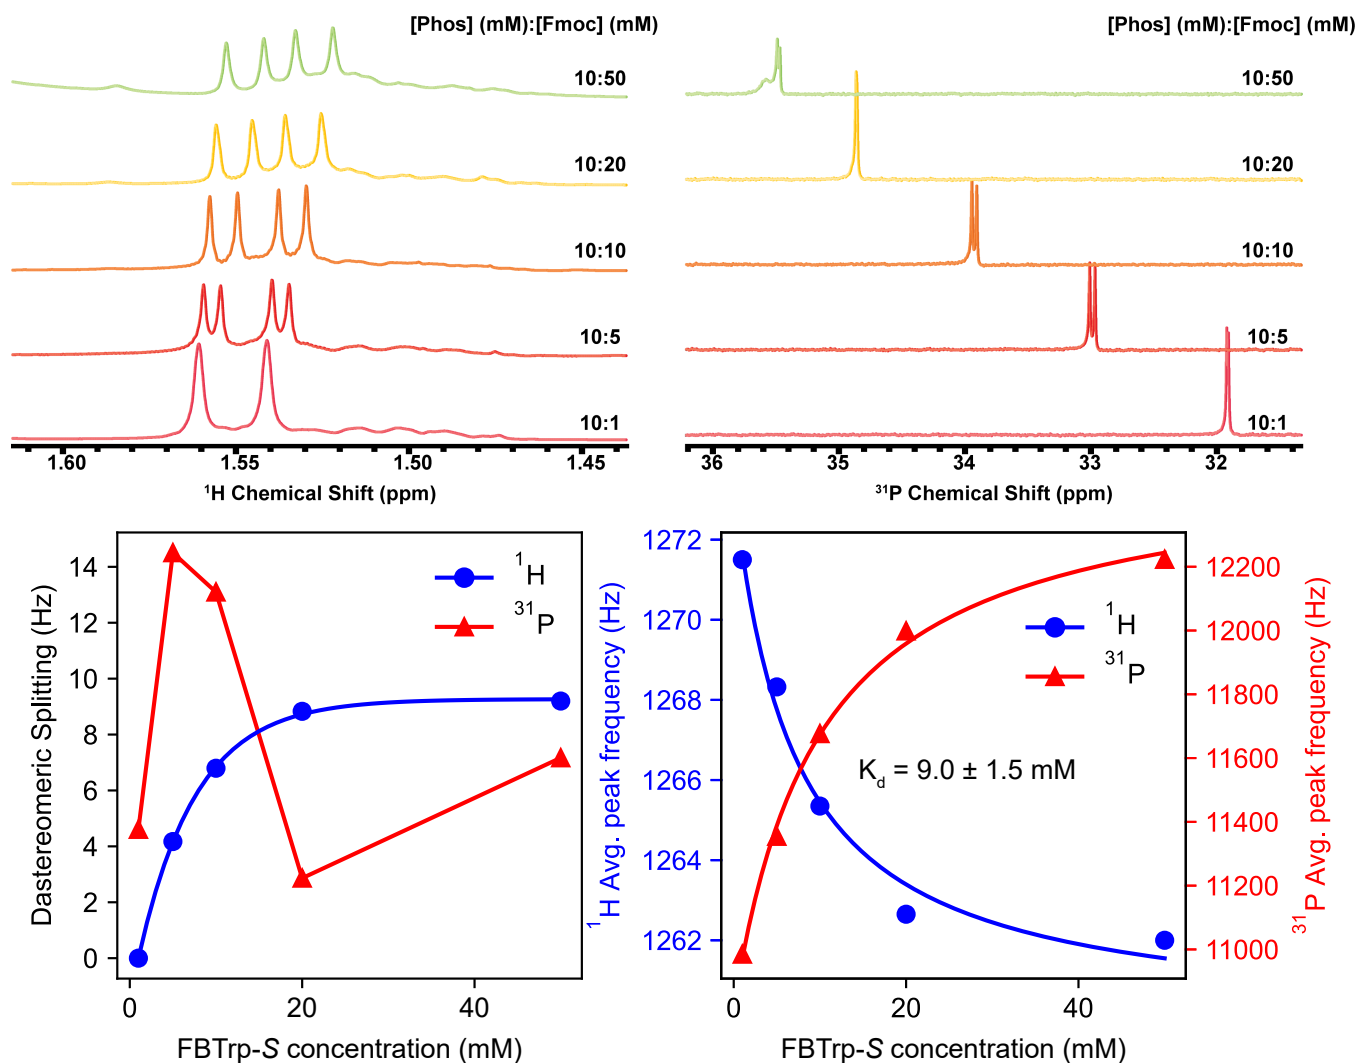 [Phos] (mM):[Fmoc] (mM)
10:50
10:20
10:10
10:5
10:1
1.60 1.55 1.50 1.45
¹H Chemical Shift (ppm)
[Phos] (mM):[Fmoc] (mM)
10:50
10:20
10:10
10:5
10:1
36 35 34 33 32
³¹P Chemical Shift (ppm)
Dastereomeric Splitting (Hz)
14
12
10
8
6
4
2
0
¹H
³¹P
0 20 40
FBTrp-S concentration (mM)
¹H Avg. peak frequency (Hz)
1272
1270
1268
1266
1264
1262
¹H
³¹P
K_d = 9.0 ± 1.5 mM
0 20 40
FBTrp-S concentration (mM)
12200
12000
11800
11600
11400
11200
11000
³¹P Avg. peak frequency (Hz)